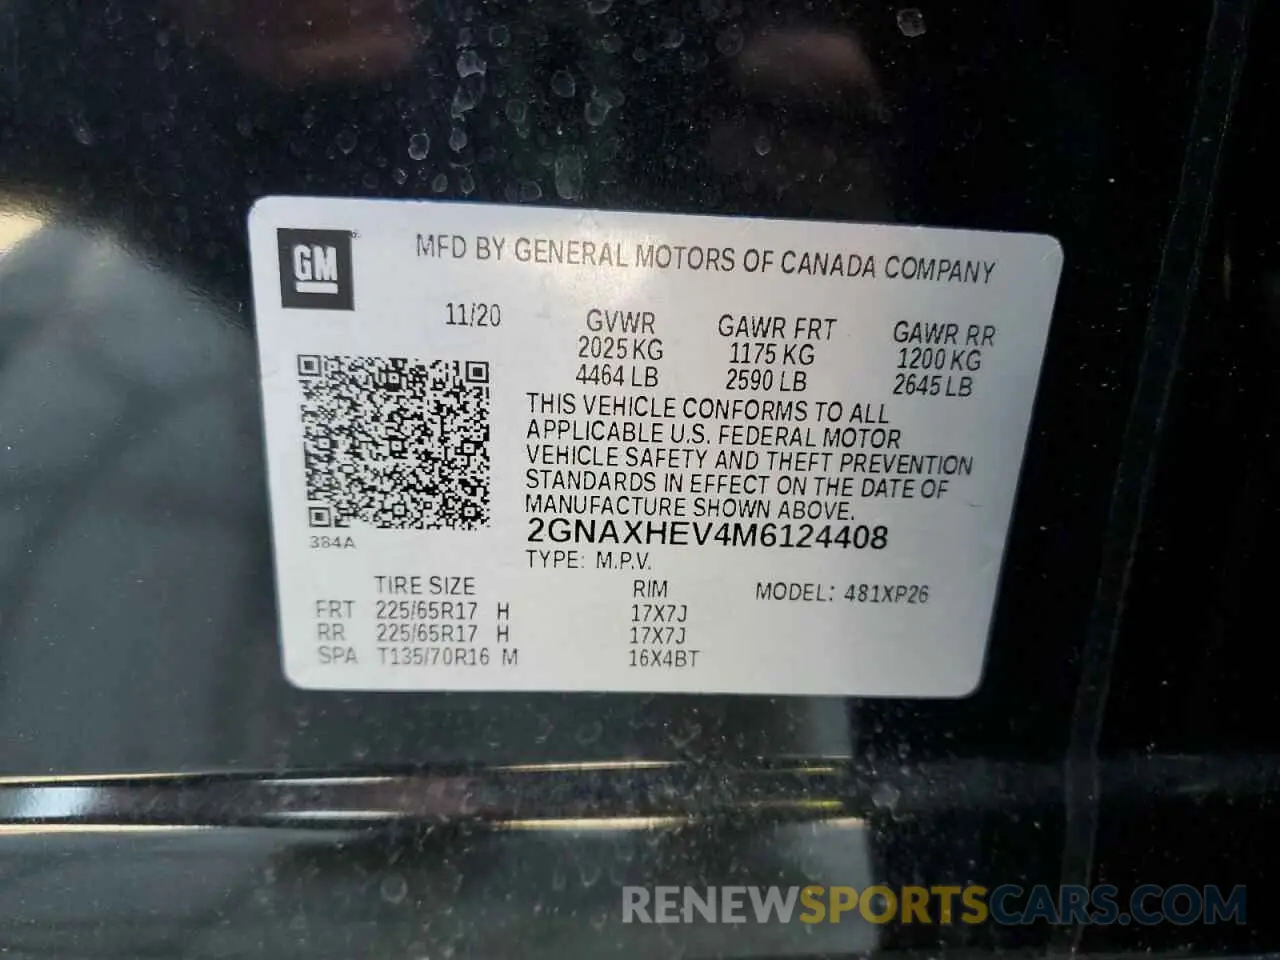 GM
®
MFD BY GENERAL MOTORS OF CANADA COMPANY
11/20
GVWR GAWR FRT GAWR RR
2025 KG 1175 KG 1200 KG
4464 LB 2590 LB 2645 LB
THIS VEHICLE CONFORMS TO ALL
APPLICABLE U.S. FEDERAL MOTOR
VEHICLE SAFETY AND THEFT PREVENTION
STANDARDS IN EFFECT ON THE DATE OF
MANUFACTURE SHOWN ABOVE.
384A
2GNAXHEV4M6124408
TYPE: M.P.V.
TIRE SIZE RIM MODEL: 481XP26
FRT 225/65R17 H 17X7J
RR 225/65R17 H 17X7J
SPA T135/70R16 M 16X4BT
RENEWSPORTSCARS.COM